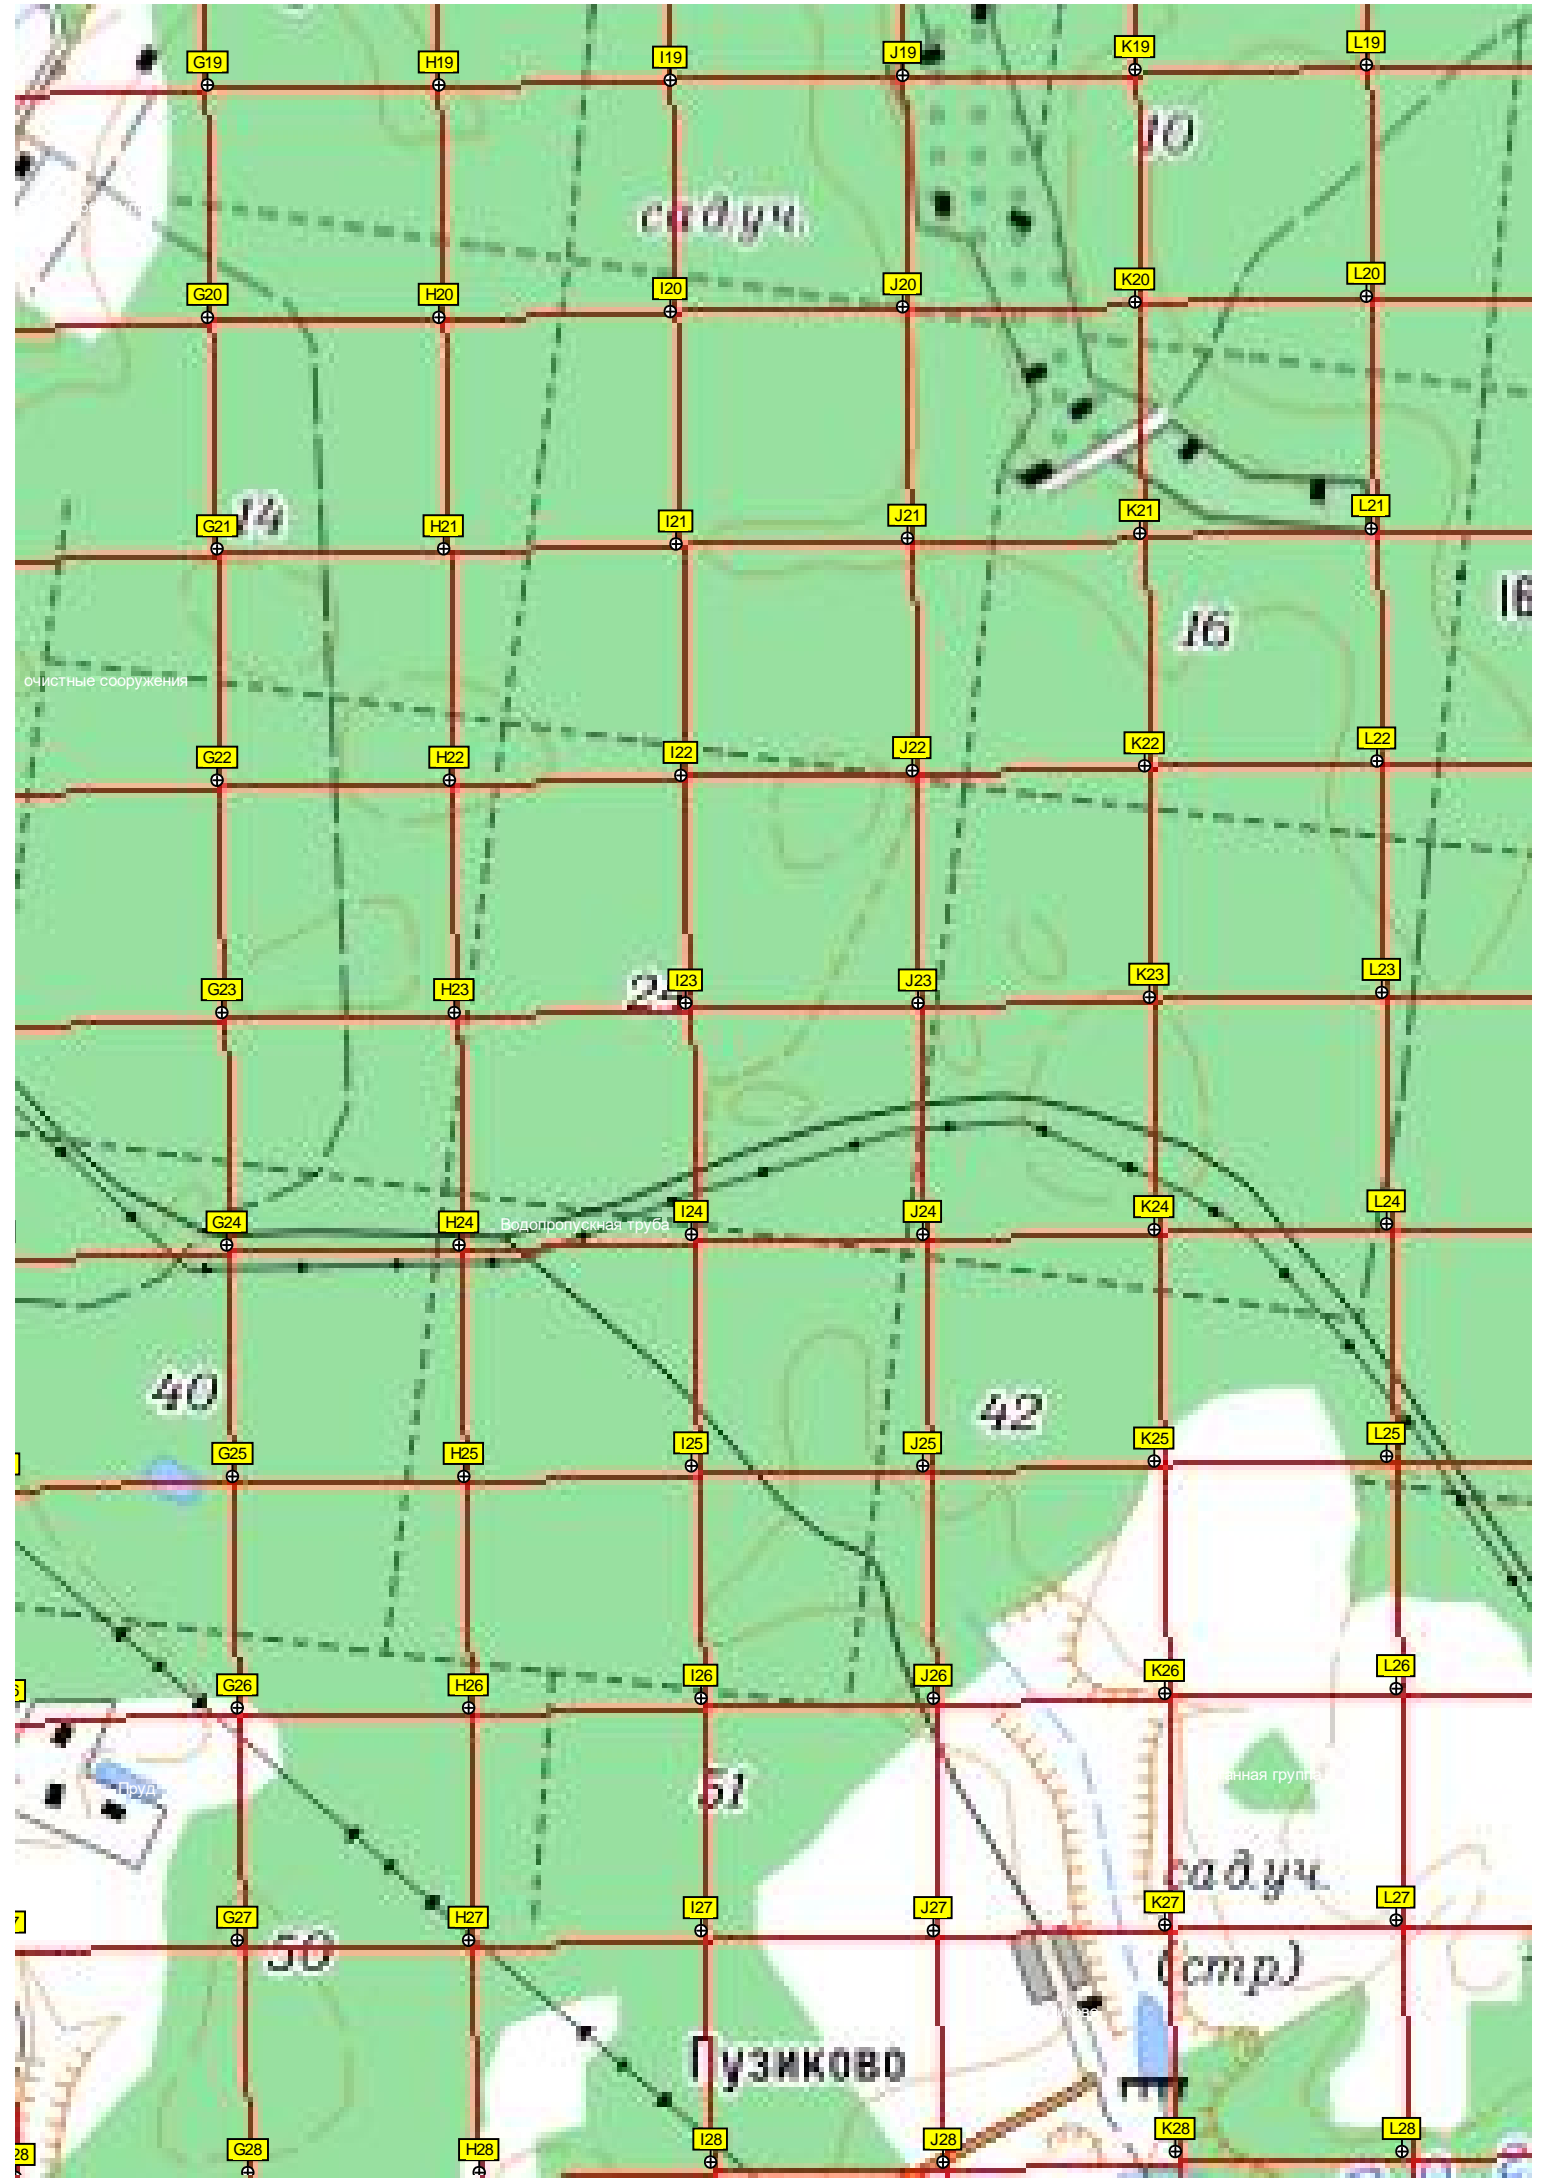 G19 H19 I19 J19 K19 L19
10
сад.уч.
G20 H20 I20 J20 K20 L20
14
G21 H21 I21 J21 K21 L21
16
16
очистные сооружения
G22 H22 I22 J22 K22 L22
G23 H23 I23 J23 K23 L23
G24 H24 I24 J24 K24 L24
Водопропускная труба
40
42
G25 H25 I25 J25 K25 L25
G26 H26 I26 J26 K26 L26
Пруд
51
сад.уч.
G27 H27 I27 J27 K27 L27
50
(стр.)
Пузиково
28 G28 H28 I28 J28 K28 L28